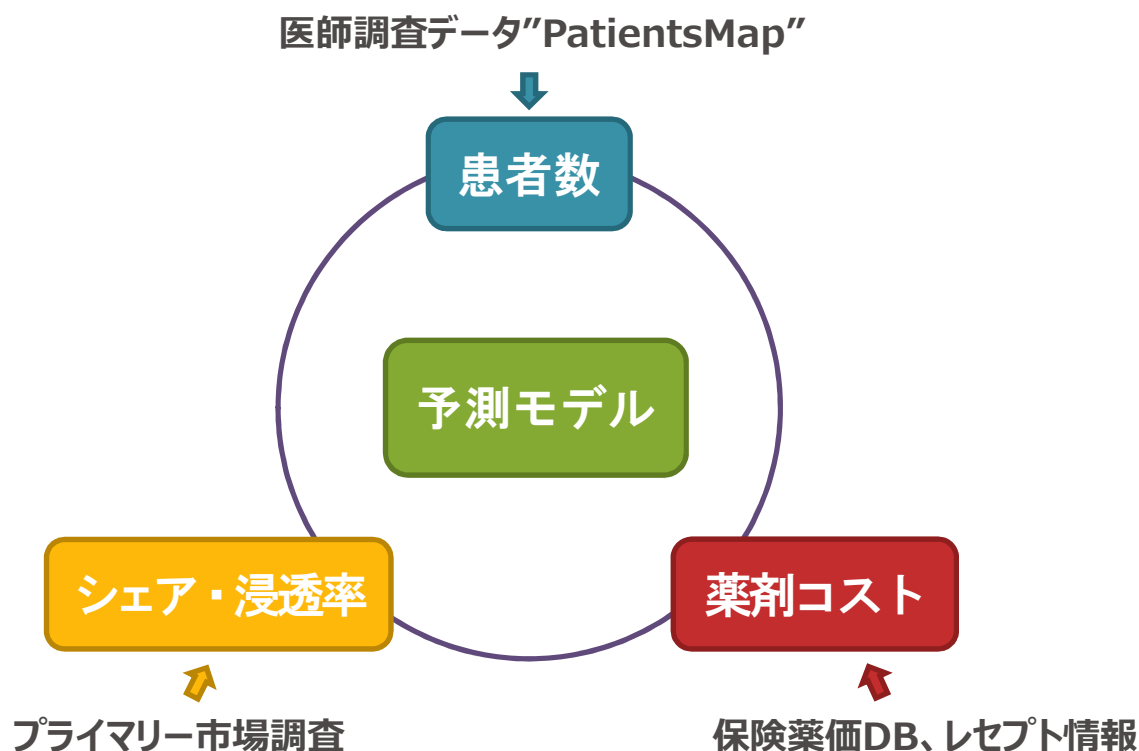 医師調査データ”PatientsMap”
患者数
予測モデル
シェア・浸透率
薬剤コスト
プライマリー市場調査
保険薬価DB、レセプト情報